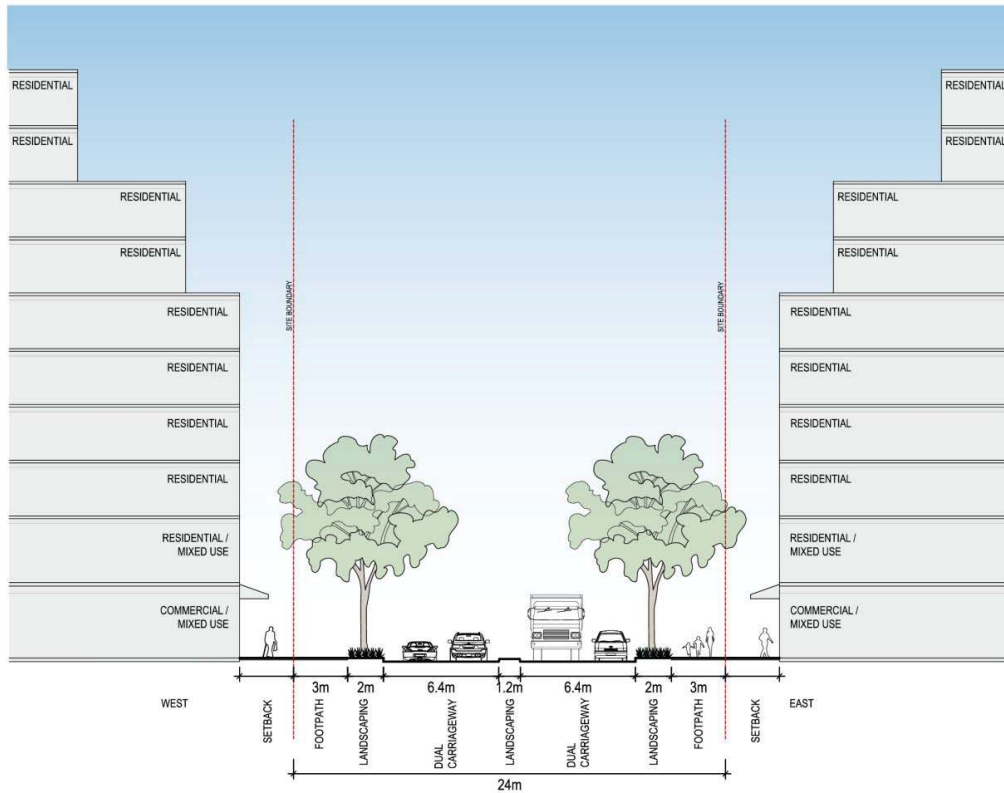 RESIDENTIAL
RESIDENTIAL
RESIDENTIAL
RESIDENTIAL
RESIDENTIAL
RESIDENTIAL
RESIDENTIAL
RESIDENTIAL
RESIDENTIAL /
MIXED USE
COMMERCIAL /
MIXED USE
SITE BOUNDARY
SITE BOUNDARY
RESIDENTIAL
RESIDENTIAL
RESIDENTIAL
RESIDENTIAL
RESIDENTIAL
RESIDENTIAL
RESIDENTIAL
RESIDENTIAL
RESIDENTIAL /
MIXED USE
COMMERCIAL /
MIXED USE
3m
2m
6.4m
1.2m
6.4m
2m
3m
WEST
SETBACK
FOOTPATH
LANDSCAPING
DUAL
CARRIAGEWAY
LANDSCAPING
DUAL
CARRIAGEWAY
LANDSCAPING
FOOTPATH
SETBACK
EAST
24m